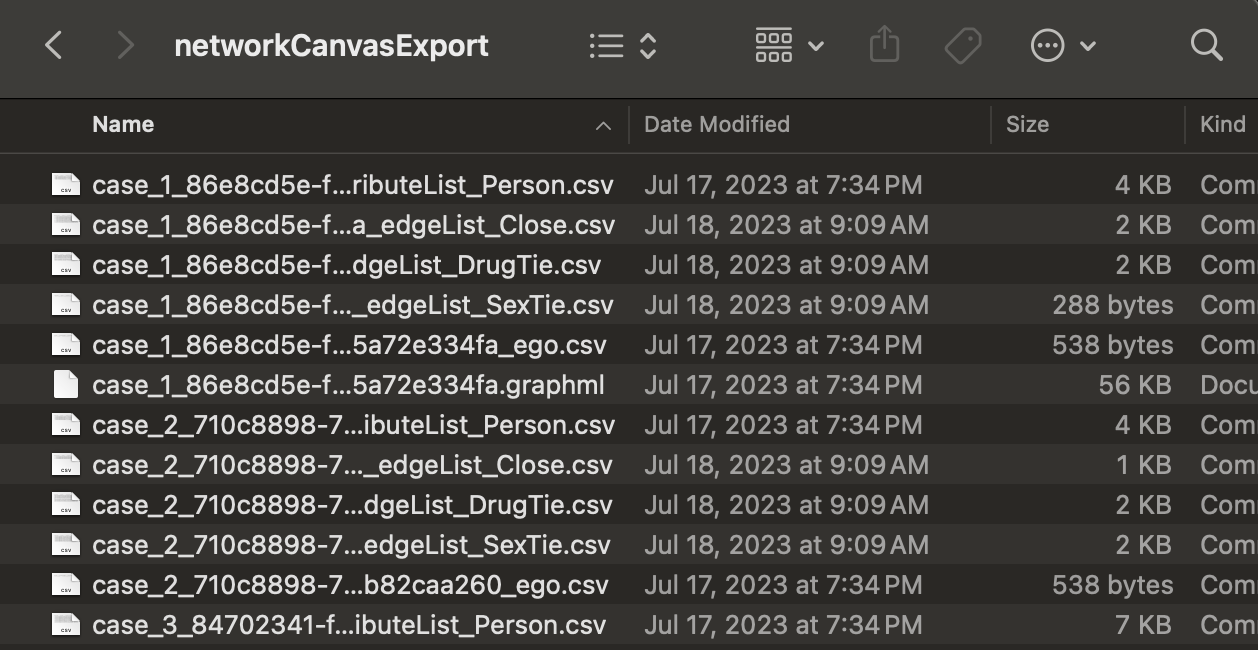 networkCanvasExport
Name Date Modified Size Kind
case_1_86e8cd5e-f...ributeList_Person.csv Jul 17, 2023 at 7:34 PM 4 KB Com
case_1_86e8cd5e-f...a_edgeList_Close.csv Jul 18, 2023 at 9:09 AM 2 KB Com
case_1_86e8cd5e-f...dgeList_DrugTie.csv Jul 18, 2023 at 9:09 AM 2 KB Com
case_1_86e8cd5e-f..._edgeList_SexTie.csv Jul 18, 2023 at 9:09 AM 288 bytes Com
case_1_86e8cd5e-f...5a72e334fa_ego.csv Jul 17, 2023 at 7:34 PM 538 bytes Com
case_1_86e8cd5e-f...5a72e334fa.graphml Jul 17, 2023 at 7:34 PM 56 KB Docu
case_2_710c8898-7...ibuteList_Person.csv Jul 17, 2023 at 7:34 PM 4 KB Com
case_2_710c8898-7..._edgeList_Close.csv Jul 18, 2023 at 9:09 AM 1 KB Com
case_2_710c8898-7...dgeList_DrugTie.csv Jul 18, 2023 at 9:09 AM 2 KB Com
case_2_710c8898-7...edgeList_SexTie.csv Jul 18, 2023 at 9:09 AM 2 KB Com
case_2_710c8898-7...b82caa260_ego.csv Jul 17, 2023 at 7:34 PM 538 bytes Com
case_3_84702341-f...ibuteList_Person.csv Jul 17, 2023 at 7:34 PM 7 KB Com